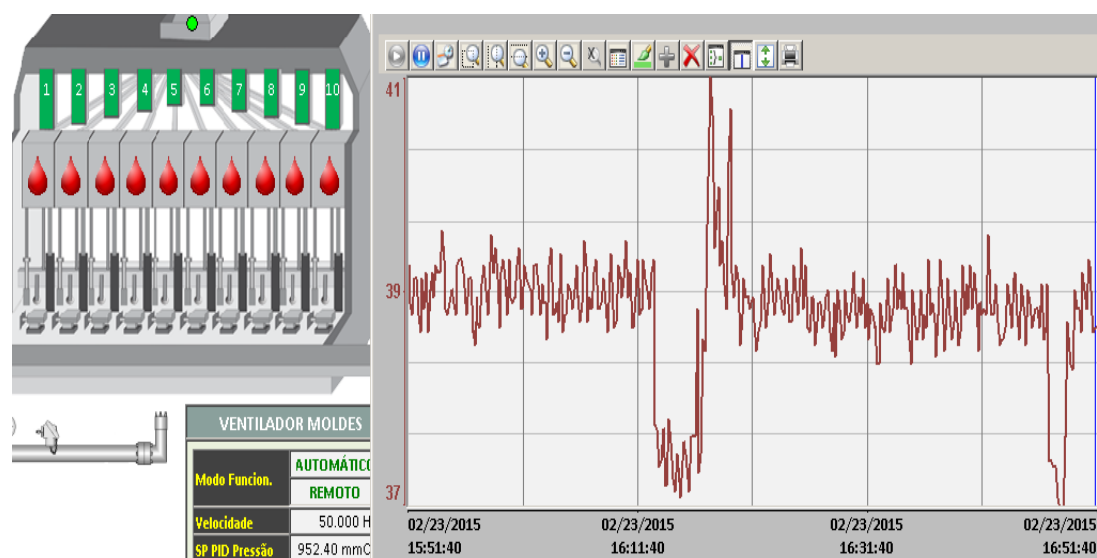 1 2 3 4 5 6 7 8 9 10
VENTILADOR MOLDES
Modo Funcion.
AUTOMÁTICO
REMOTO
Velocidade
50.000 H
SP PID Pressão
952.40 mmC
41
39
37
02/23/2015 02/23/2015 02/23/2015 02/23/2015
15:51:40 16:11:40 16:31:40 16:51:40